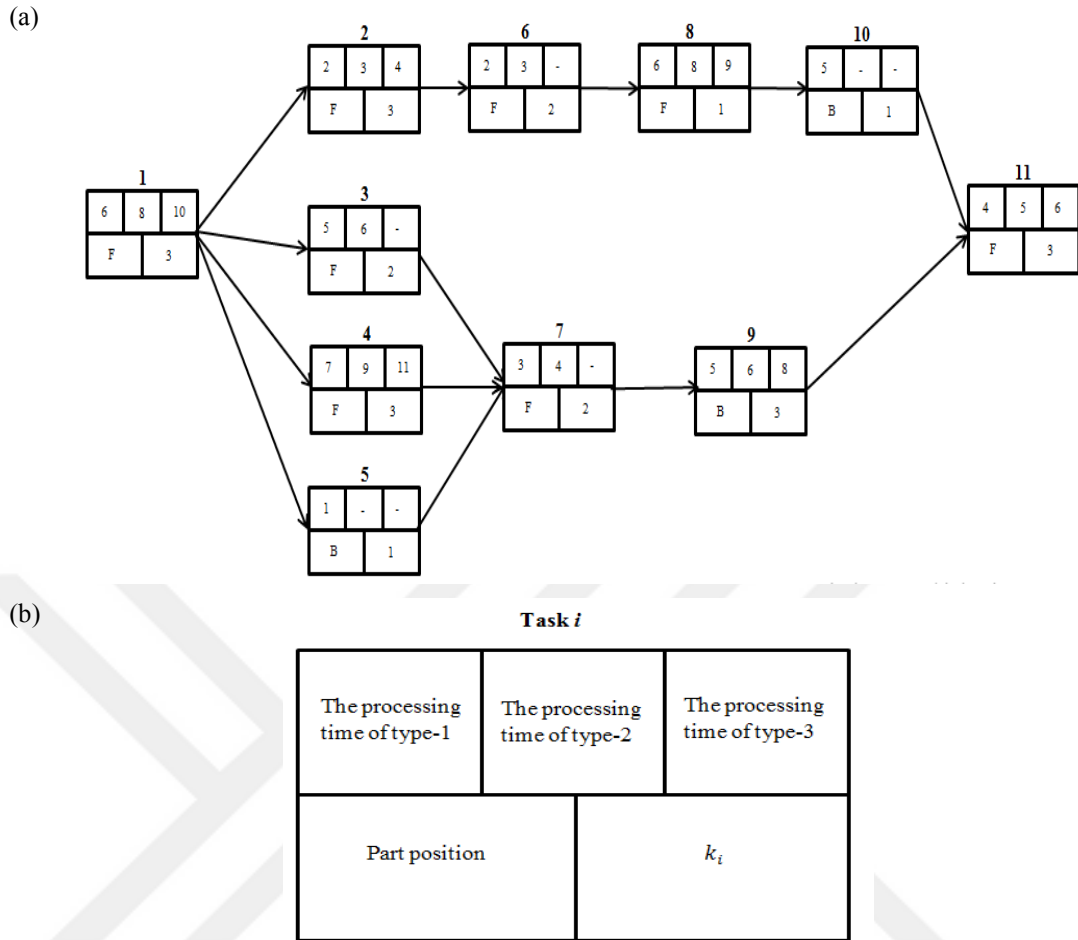 (a)
2
2 3 4
F 3
6
2 3 -
F 2
8
6 8 9
F 1
10
5 - -
B 1
1
6 8 10
F 3
3
5 6 -
F 2
11
4 5 6
F 3
4
7 9 11
F 3
7
3 4 -
F 2
9
5 6 8
B 3
5
1 - -
B 1
(b)
Task i
The processing
time of type-1
The processing
time of type-2
The processing
time of type-3
Part position
k_i